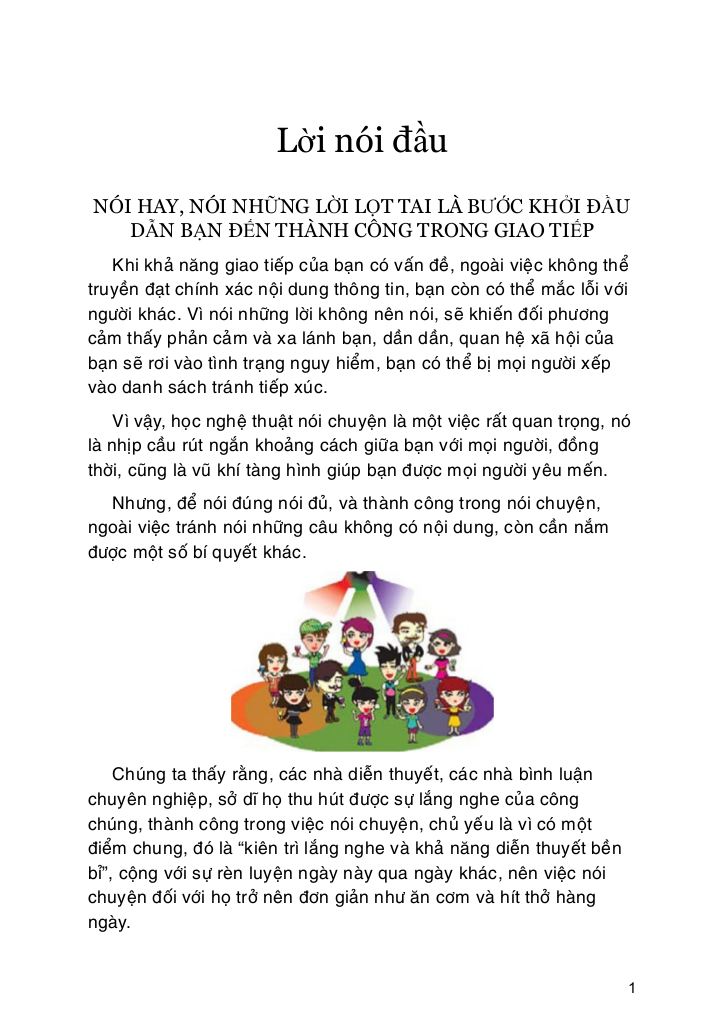 Lời nói đầu
NÓI HAY, NÓI NHỮNG LỜI LỌT TAI LÀ BƯỚC KHỞI ĐẦU
DẪN BẠN ĐẾN THÀNH CÔNG TRONG GIAO TIẾP
Khi khả năng giao tiếp của bạn có vấn đề, ngoài việc không thể
truyền đạt chính xác nội dung thông tin, bạn còn có thể mắc lỗi với
người khác. Vì nói những lời không nên nói, sẽ khiến đối phương
cảm thấy phản cảm và xa lánh bạn, dần dần, quan hệ xã hội của
bạn sẽ rơi vào tình trạng nguy hiểm, bạn có thể bị mọi người xếp
vào danh sách tránh tiếp xúc.
Vì vậy, học nghệ thuật nói chuyện là một việc rất quan trọng, nó
là nhịp cầu rút ngắn khoảng cách giữa bạn với mọi người, đồng
thời, cũng là vũ khí tàng hình giúp bạn được mọi người yêu mến.
Nhưng, để nói đúng nói đủ, và thành công trong nói chuyện,
ngoài việc tránh nói những câu không có nội dung, còn cần nắm
được một số bí quyết khác.
Chúng ta thấy rằng, các nhà diễn thuyết, các nhà bình luận
chuyên nghiệp, sở dĩ họ thu hút được sự lắng nghe của công
chúng, thành công trong việc nói chuyện, chủ yếu là vì có một
điểm chung, đó là “kiên trì lắng nghe và khả năng diễn thuyết bền
bỉ”, cộng với sự rèn luyện ngày này qua ngày khác, nên việc nói
chuyện đối với họ trở nên đơn giản như ăn cơm và hít thở hàng
ngày.
1